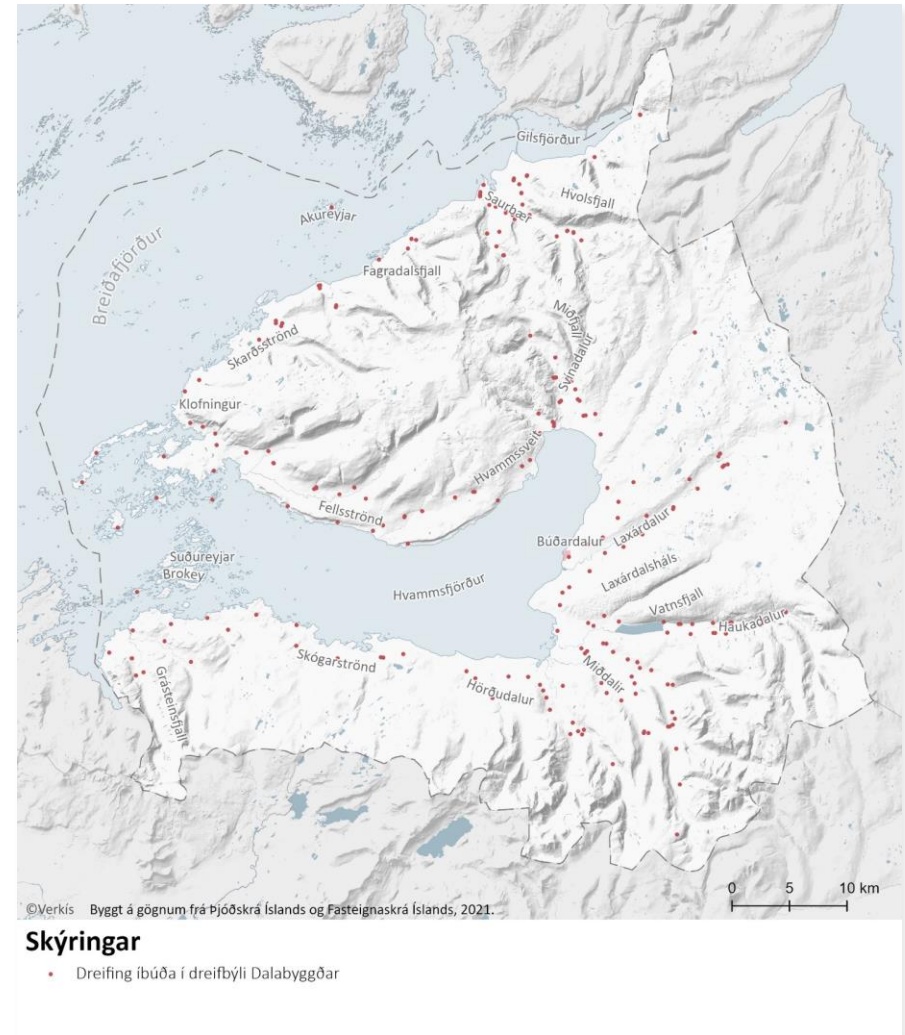 Gilsfjörður
Hvolsfjall
Saurbær
Akureyjar
Breiðafjörður
Fagradalsfjall
Miðfjall
Svínadalur
Skarðsströnd
Klofningur
Hvammssveit
Fellsströnd
Búðardalur
Laxárdalur
Suðureyjar
Brokey
Hvammsfjörður
Laxárdalsháls
Vatnsfjall
Haukadalur
Skógarströnd
Miðdalir
Grásteinsfjall
Hörðudalur
0 5 10 km
©Verkís Byggt á gögnum frá Þjóðskrá Íslands og Fasteignaskrá Íslands, 2021.
Skýringar
Dreifing íbúða í dreifbýli Dalabyggðar